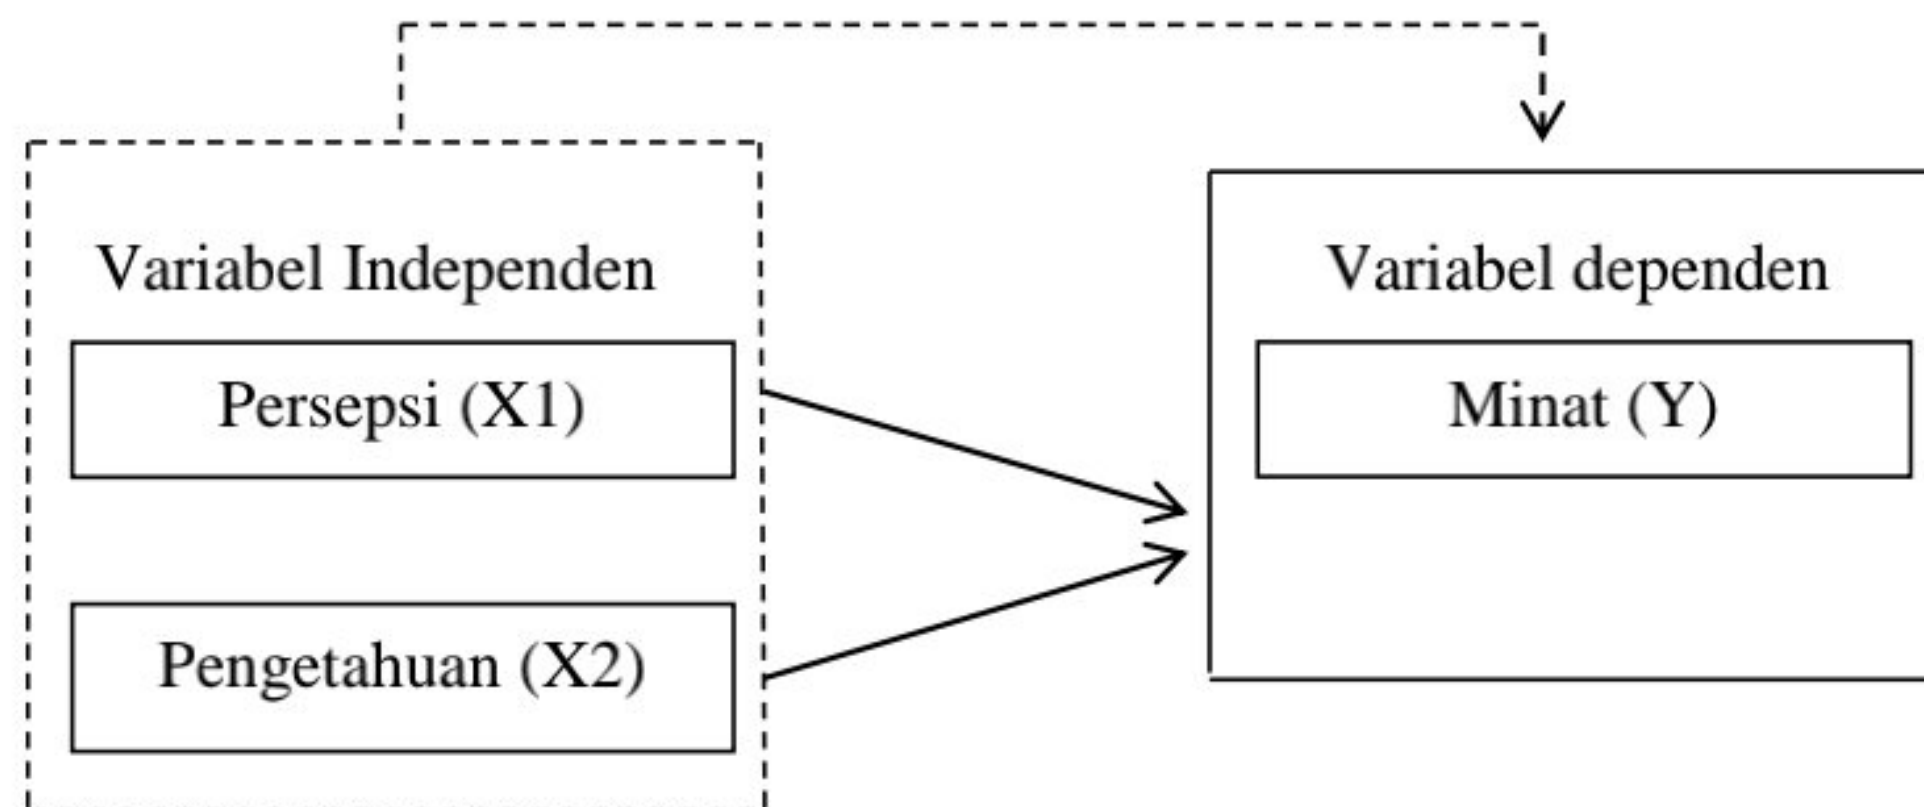 Variabel Independen
Persepsi (X1)
Pengetahuan (X2)
Variabel dependen
Minat (Y)